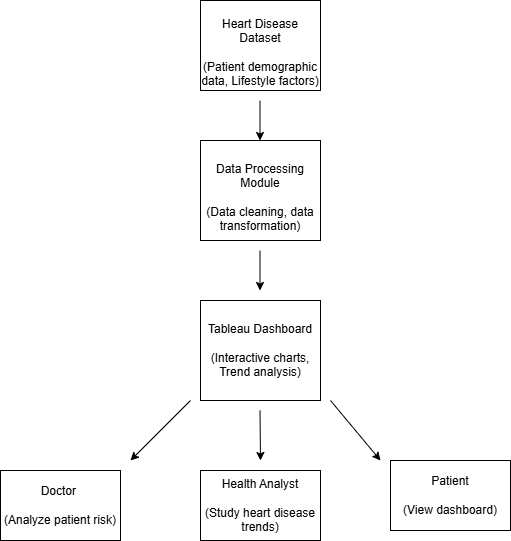 Heart Disease
Dataset
(Patient demographic
data, Lifestyle factors)
Data Processing
Module
(Data cleaning, data
transformation)
Tableau Dashboard
(Interactive charts,
Trend analysis)
Doctor
(Analyze patient risk)
Health Analyst
(Study heart disease
trends)
Patient
(View dashboard)